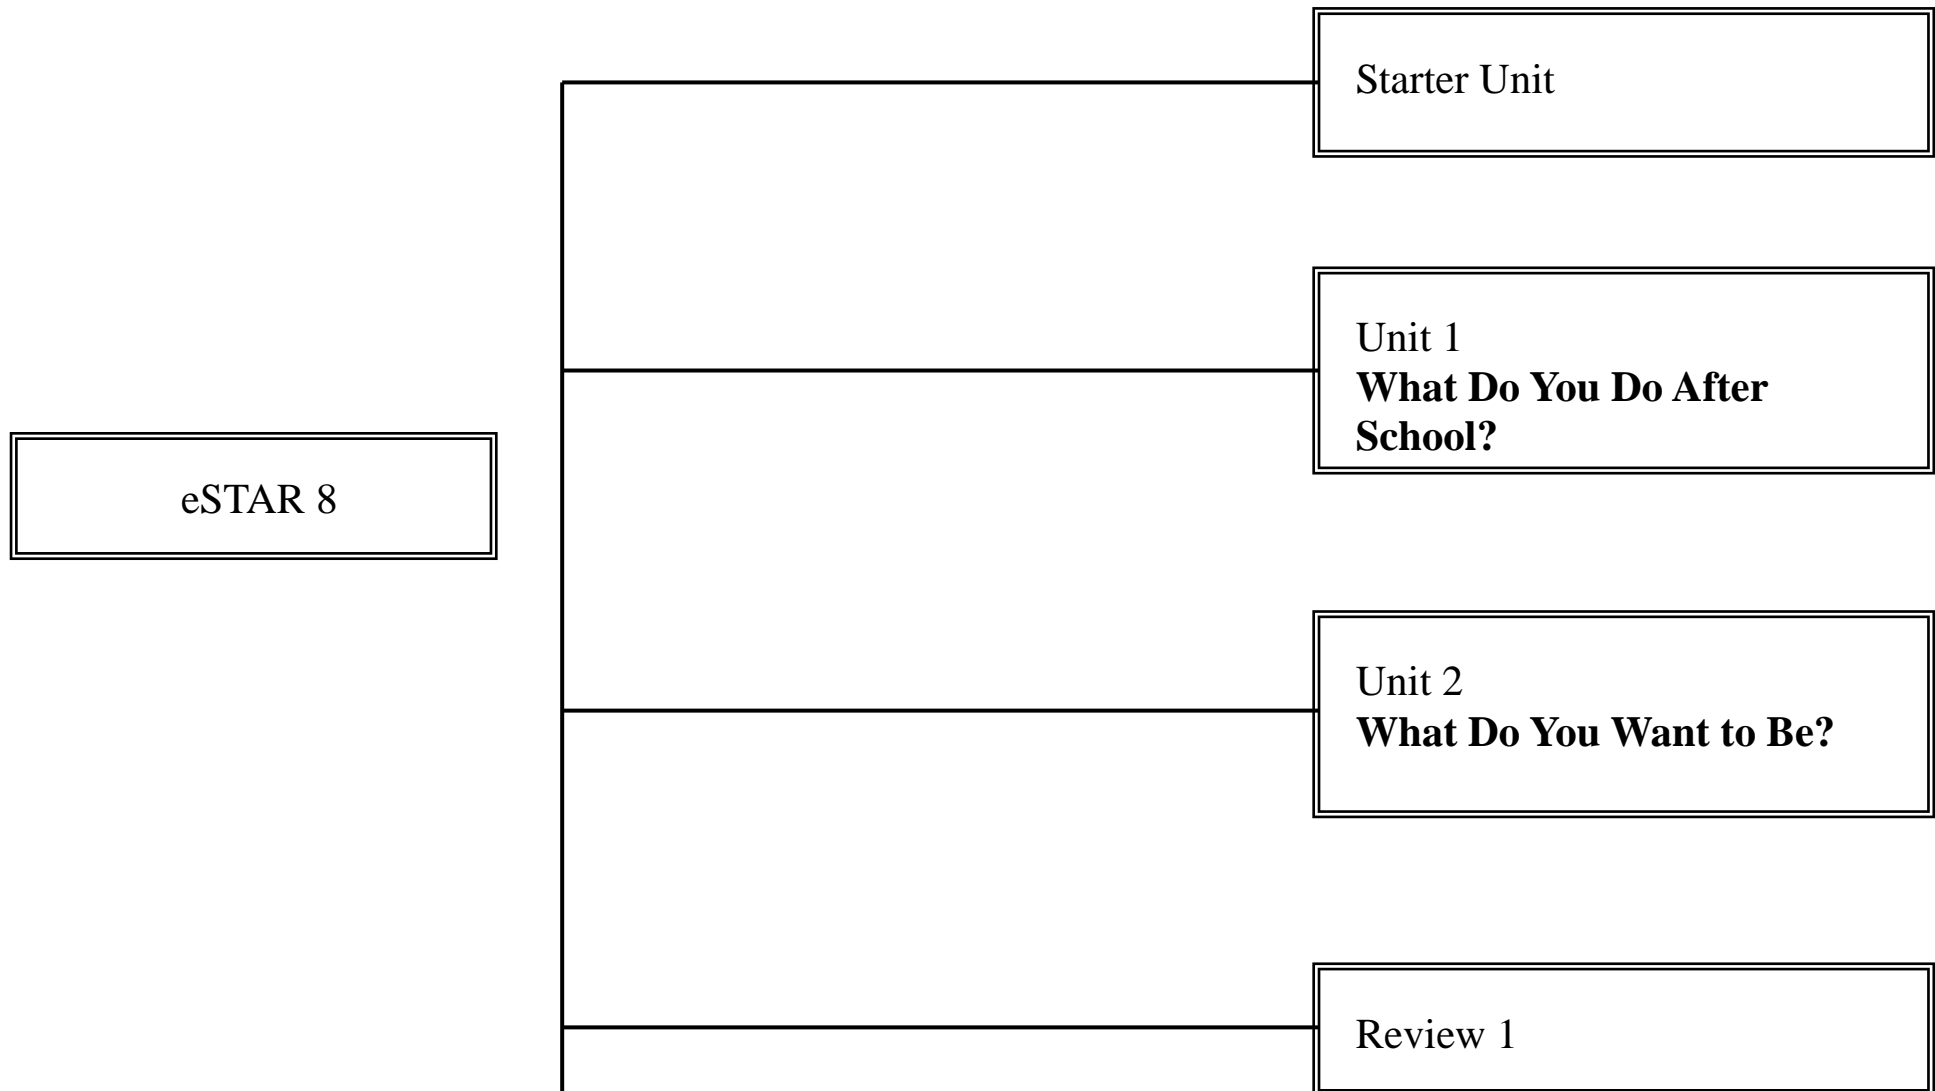 Starter Unit
Unit 1
What Do You Do After
School?
eSTAR 8
Unit 2
What Do You Want to Be?
Review 1